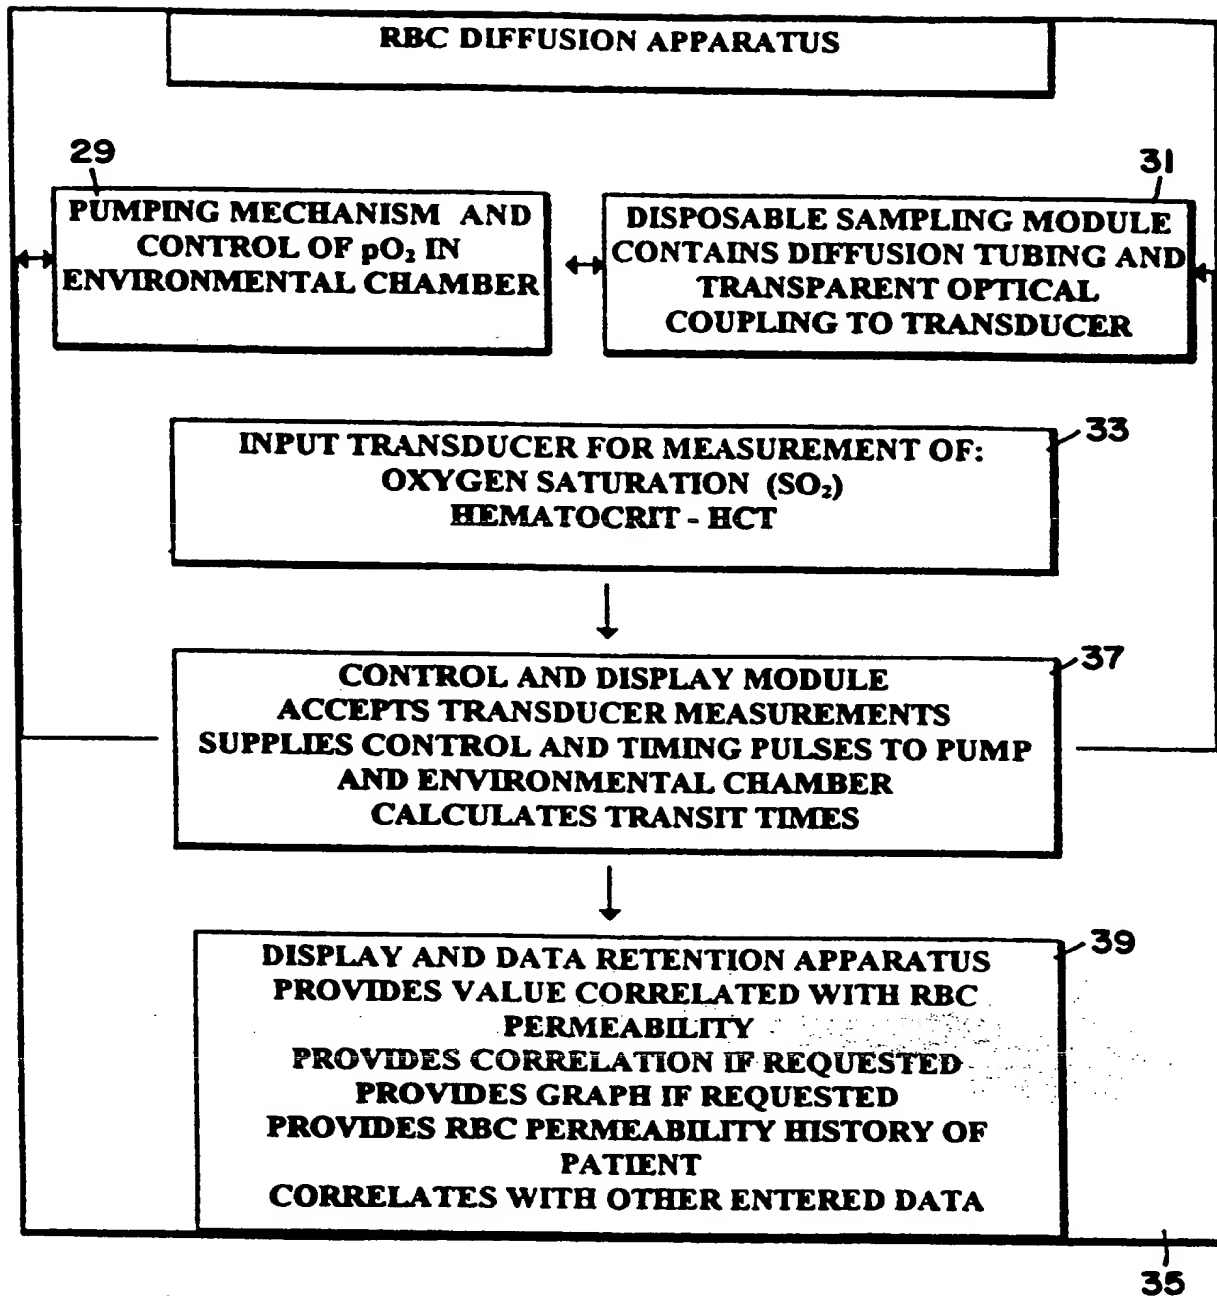 RBC DIFFUSION APPARATUS
29
PUMPING MECHANISM AND
CONTROL OF pO₂ IN
ENVIRONMENTAL CHAMBER
31
DISPOSABLE SAMPLING MODULE
CONTAINS DIFFUSION TUBING AND
TRANSPARENT OPTICAL
COUPLING TO TRANSDUCER
33
INPUT TRANSDUCER FOR MEASUREMENT OF:
OXYGEN SATURATION (SO₂)
HEMATOCRIT - HCT
37
CONTROL AND DISPLAY MODULE
ACCEPTS TRANSDUCER MEASUREMENTS
SUPPLIES CONTROL AND TIMING PULSES TO PUMP
AND ENVIRONMENTAL CHAMBER
CALCULATES TRANSIT TIMES
39
DISPLAY AND DATA RETENTION APPARATUS
PROVIDES VALUE CORRELATED WITH RBC
PERMEABILITY
PROVIDES CORRELATION IF REQUESTED
PROVIDES GRAPH IF REQUESTED
PROVIDES RBC PERMEABILITY HISTORY OF
PATIENT
CORRELATES WITH OTHER ENTERED DATA
35